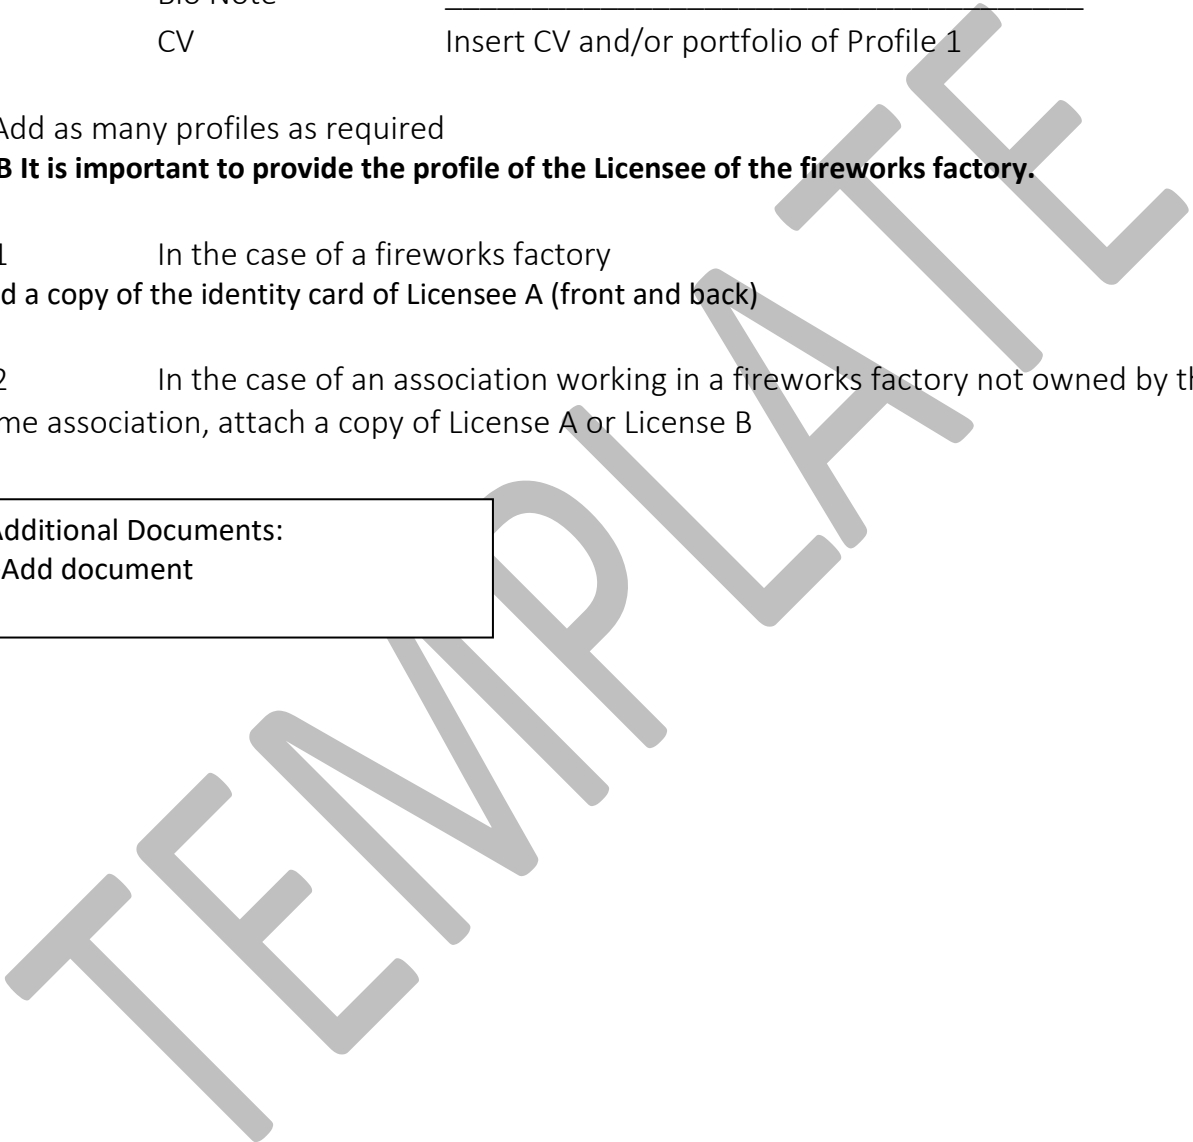 Bio Note ______________________________________
CV Insert CV and/or portfolio of Profile 1
Add as many profiles as required
B It is important to provide the profile of the Licensee of the fireworks factory.
1 In the case of a fireworks factory
d a copy of the identity card of Licensee A (front and back)
2 In the case of an association working in a fireworks factory not owned by th
me association, attach a copy of License A or License B
Additional Documents:
Add document
TEMPLATE